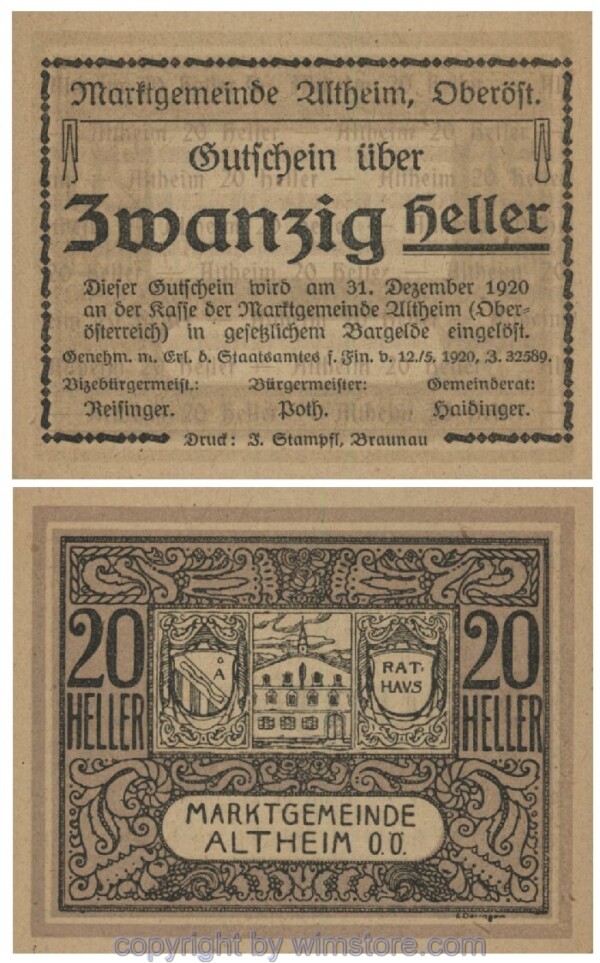 Marktgemeinde Altheim, Oberöst.
Gutschein über
Zwanzig Heller
Dieser Gutschein wird am 31. Dezember 1920
an der Kasse der Marktgemeinde Altheim (Ober-
österreich) in gesetzlichem Bargelde eingelöst.
Genehm. m. Erl. d. Staatsamtes f. Fin. v. 12./5. 1920, Z. 32589.
Vizebürgermeist.: Bürgermeister: Gemeinderat:
Reisinger. Poth. Haidinger.
Druck: J. Stampfl, Braunau
20 HELLER
A
RAT-
HAUS
20 HELLER
MARKTGEMEINDE
ALTHEIM O.Ö.
copyright by wimstore.com